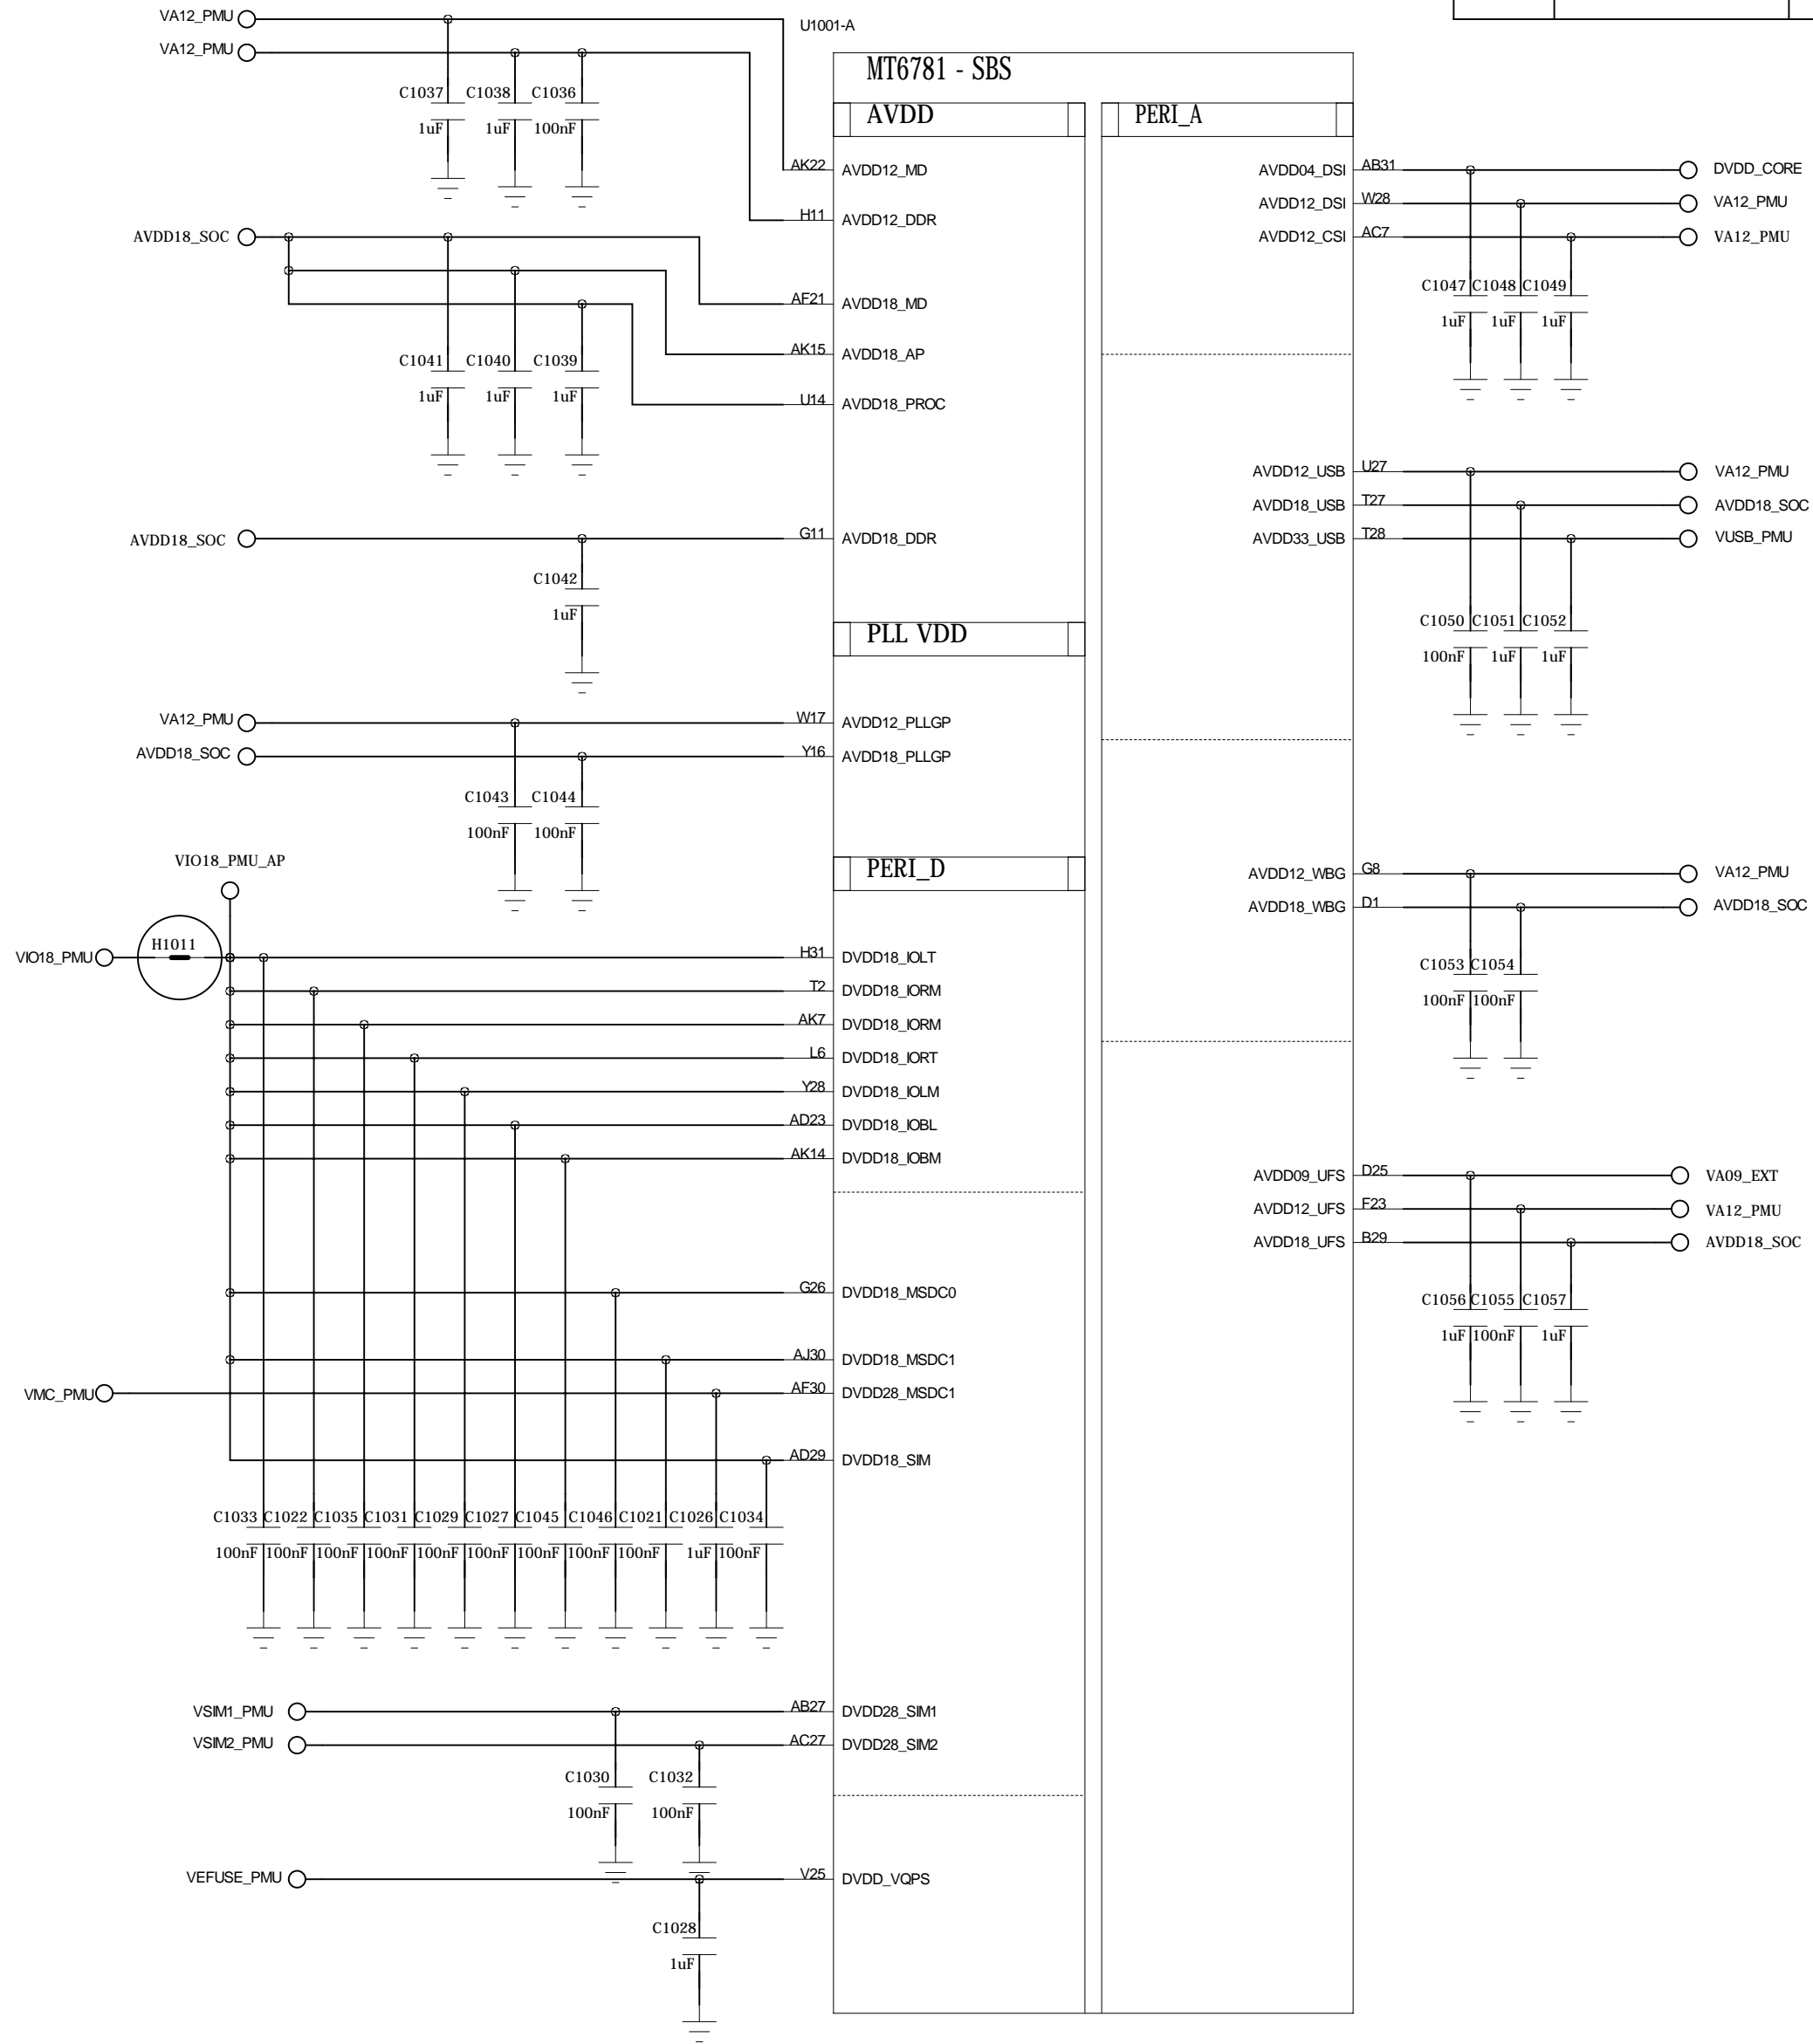 VA12_PMU
U1001-A
VA12_PMU
MT6781 - SBS
C1037 C1038 C1036
1uF 1uF 100nF
AVDD
PERI_A
AK22 AVDD12_MD
H11 AVDD12_DDR
AVDD18_SOC
AF21 AVDD18_MD
AK15 AVDD18_AP
U14 AVDD18_PROC
C1041 C1040 C1039
1uF 1uF 1uF
AVDD04_DSI AB31 DVDD_CORE
AVDD12_DSI W28 VA12_PMU
AVDD12_CSI AC7 VA12_PMU
C1047 C1048 C1049
1uF 1uF 1uF
AVDD12_USB U27 VA12_PMU
AVDD18_USB T27 AVDD18_SOC
AVDD33_USB T28 VUSB_PMU
C1050 C1051 C1052
100nF 1uF 1uF
AVDD18_SOC G11 AVDD18_DDR
C1042
1uF
PLL VDD
VA12_PMU W17 AVDD12_PLLGP
AVDD18_SOC Y16 AVDD18_PLLGP
C1043 C1044
100nF 100nF
AVDD12_WBG G8 VA12_PMU
AVDD18_WBG D1 AVDD18_SOC
C1053 C1054
100nF 100nF
VIO18_PMU_AP
PERI_D
H1011
VIO18_PMU H31 DVDD18_IOLT
T2 DVDD18_IORM
AK7 DVDD18_IORM
L6 DVDD18_IORT
Y28 DVDD18_IOLM
AD23 DVDD18_IOBL
AK14 DVDD18_IOBM
AVDD09_UFS D25 VA09_EXT
AVDD12_UFS F23 VA12_PMU
AVDD18_UFS B29 AVDD18_SOC
C1056 C1055 C1057
1uF 100nF 1uF
G26 DVDD18_MSDC0
AJ30 DVDD18_MSDC1
VMC_PMU AF30 DVDD28_MSDC1
AD29 DVDD18_SIM
C1033 C1022 C1035 C1031 C1029 C1027 C1045 C1046 C1021 C1026 C1034
100nF 100nF 100nF 100nF 100nF 100nF 100nF 100nF 100nF 1uF 100nF
VSIM1_PMU AB27 DVDD28_SIM1
VSIM2_PMU AC27 DVDD28_SIM2
C1030 C1032
100nF 100nF
VEFUSE_PMU V25 DVDD_VQPS
C1028
1uF